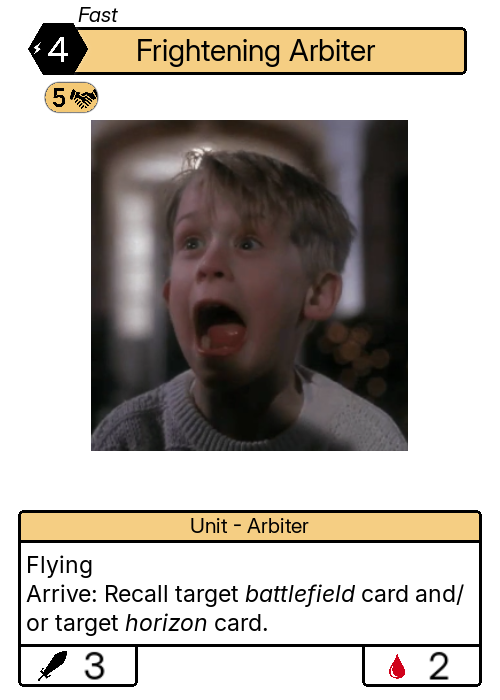 Fast
4
Frightening Arbiter
5
Unit - Arbiter
Flying
Arrive: Recall target battlefield card and/
or target horizon card.
3
2